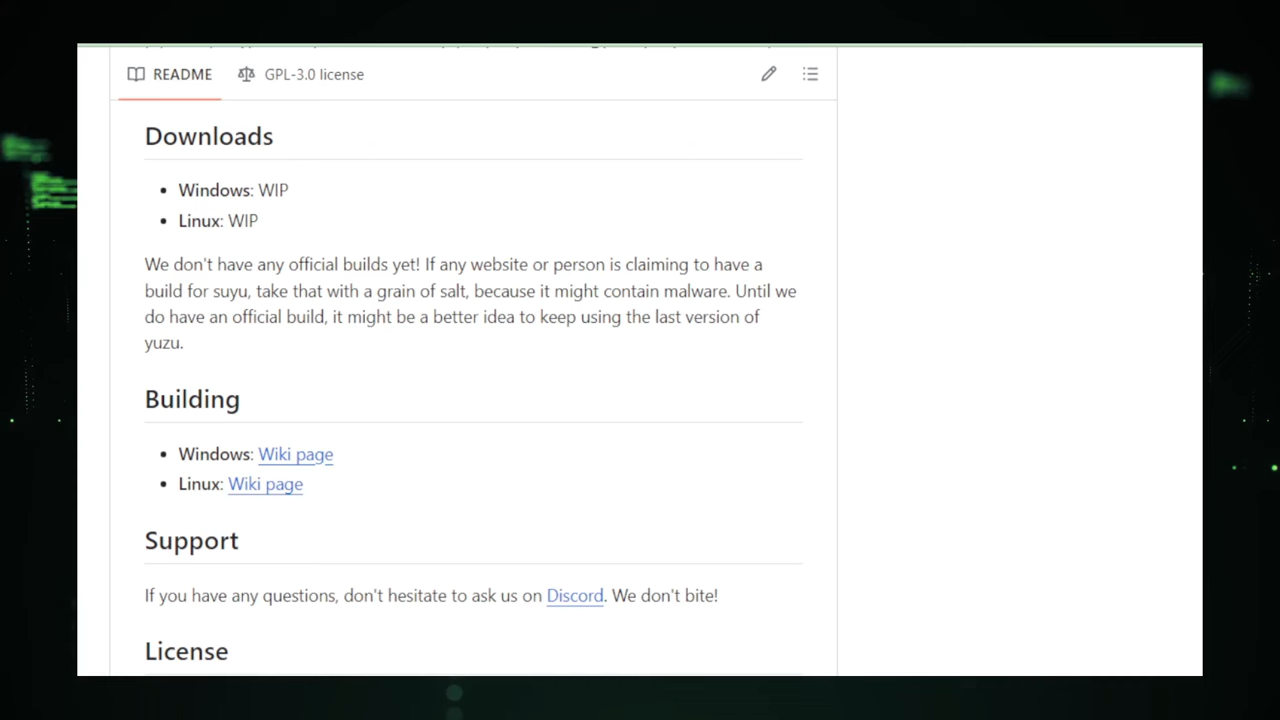 README GPL-3.0 license
Downloads
Windows: WIP
Linux: WIP
We don't have any official builds yet! If any website or person is claiming to have a
build for suyu, take that with a grain of salt, because it might contain malware. Until we
do have an official build, it might be a better idea to keep using the last version of
yuzu.
Building
Windows: Wiki page
Linux: Wiki page
Support
If you have any questions, don't hesitate to ask us on Discord. We don't bite!
License